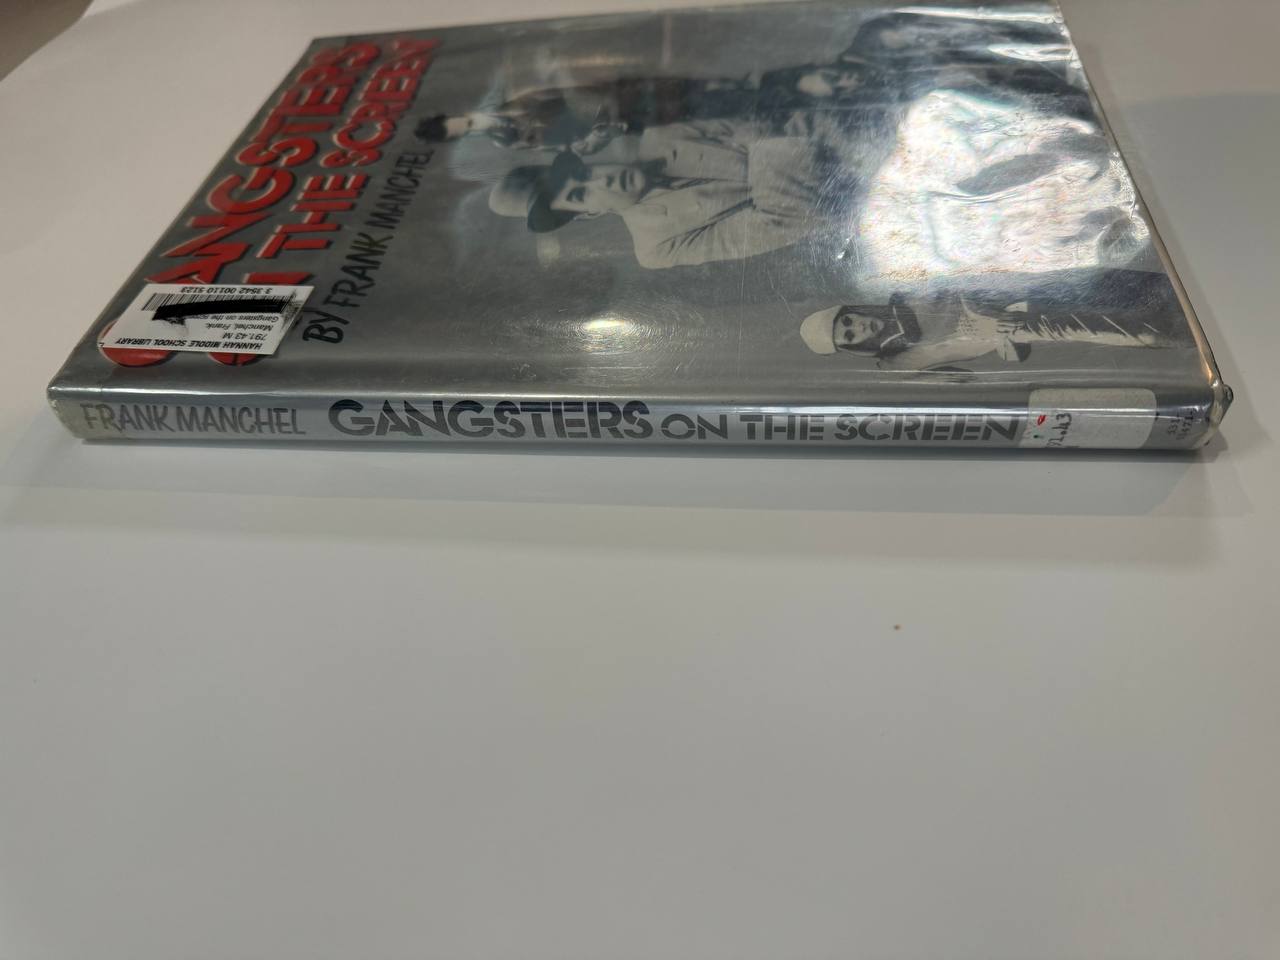 GANGSTERS
THE SCREEN
BY FRANK MANCHEL
HANNAH MIDDLE SCHOOL LIBRARY
791.43 M
Manchel, Frank.
Gangsters on the scree
3 3542 00110 5123
FRANK MANCHEL GANGSTERS ON THE SCREEN